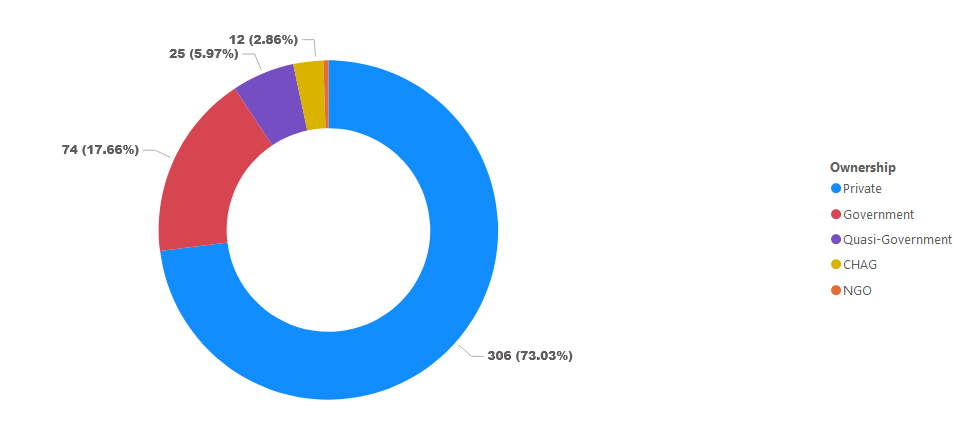 12 (2.86%)
25 (5.97%)
74 (17.66%)
306 (73.03%)
Ownership
Private
Government
Quasi-Government
CHAG
NGO